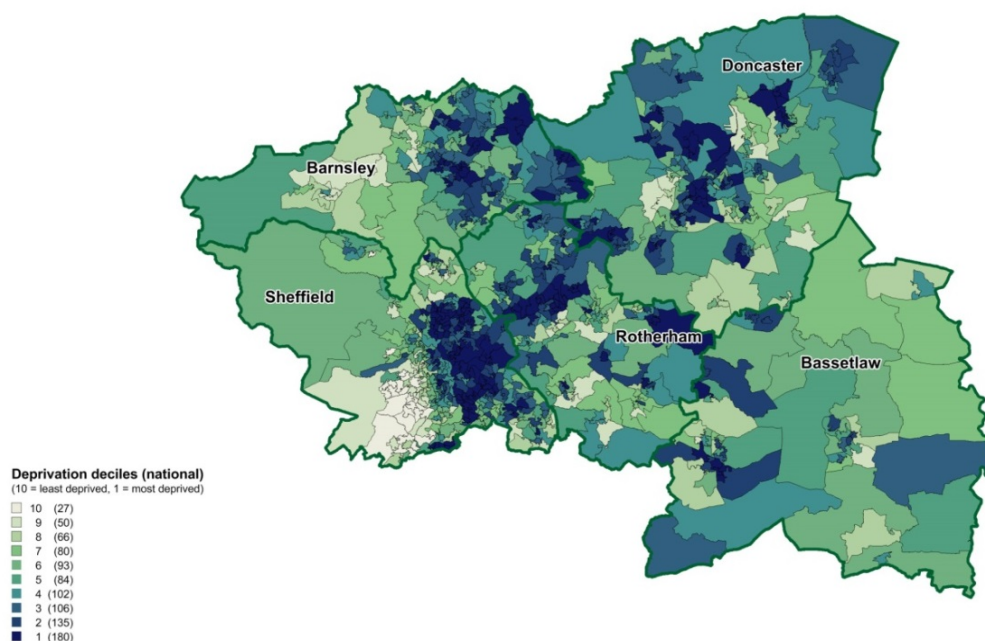 Doncaster
Barnsley
Sheffield
Rotherham
Bassetlaw
Deprivation deciles (national)
(10 = least deprived, 1 = most deprived)
10 (27)
9 (50)
8 (66)
7 (80)
6 (93)
5 (84)
4 (102)
3 (106)
2 (135)
1 (180)